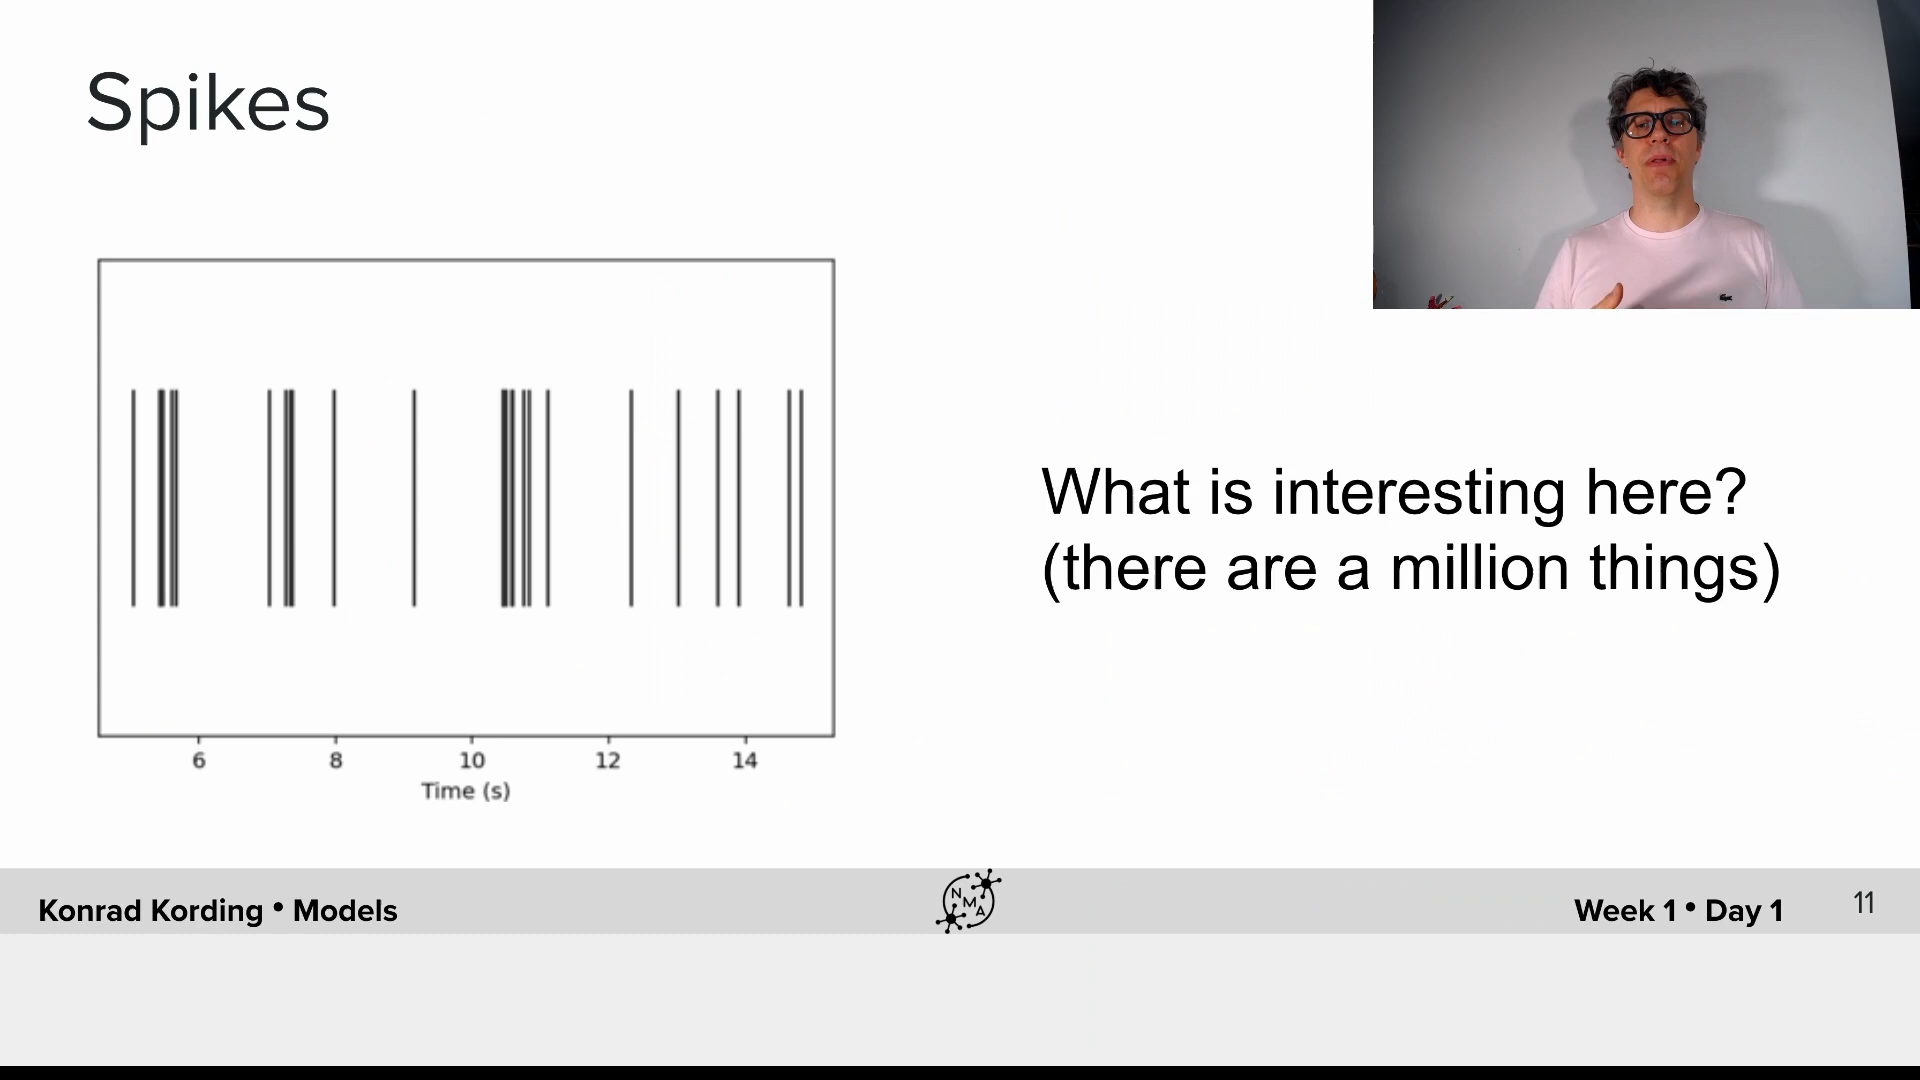 Spikes
6 8 10 12 14
Time (s)
What is interesting here?
(there are a million things)
Konrad Kording • Models
N
M
A
Week 1 • Day 1
11